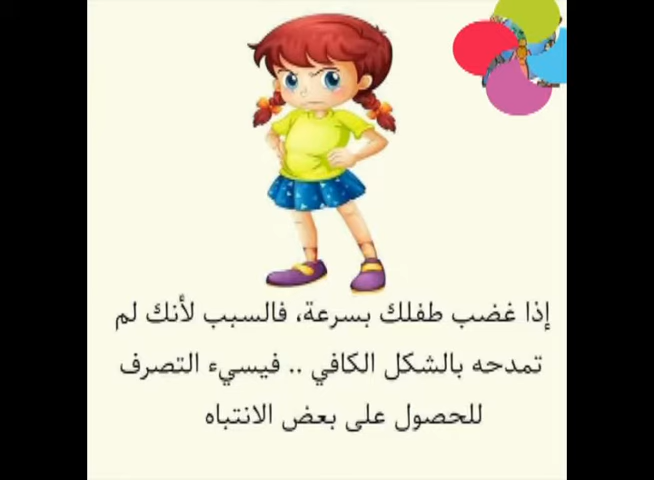 إذا غضب طفلك بسرعة، فالسبب لأنك لم
تمدحه بالشكل الكافي .. فيسيء التصرف
للحصول على بعض الانتباه